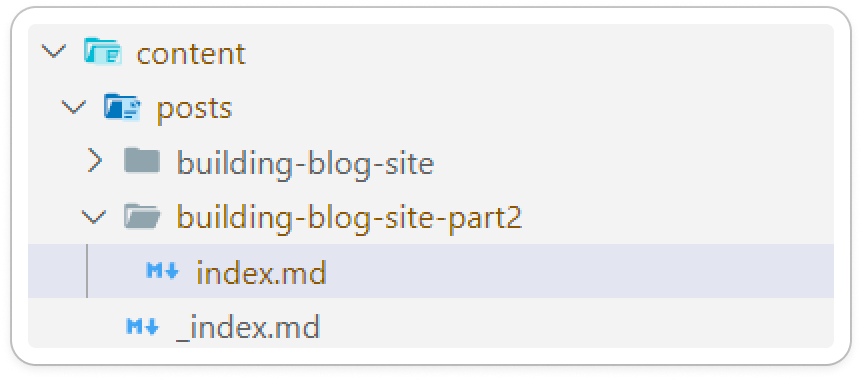 content
posts
building-blog-site
building-blog-site-part2
index.md
_index.md